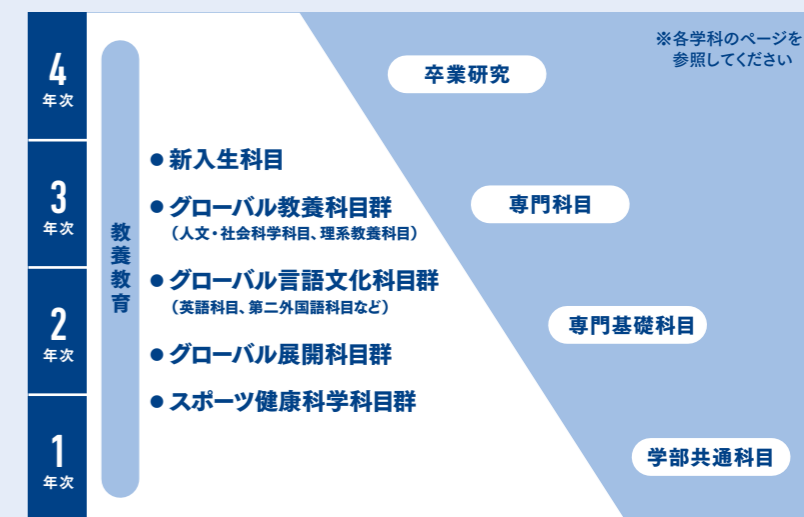 ※各学科のページを
参照してください
4
年次
卒業研究
3
年次
専門科目
2
年次
専門基礎科目
1
年次
学部共通科目
教養教育
● 新入生科目
● グローバル教養科目群
（人文・社会科学科目、理系教養科目）
● グローバル言語文化科目群
（英語科目、第二外国語科目など）
● グローバル展開科目群
● スポーツ健康科学科目群